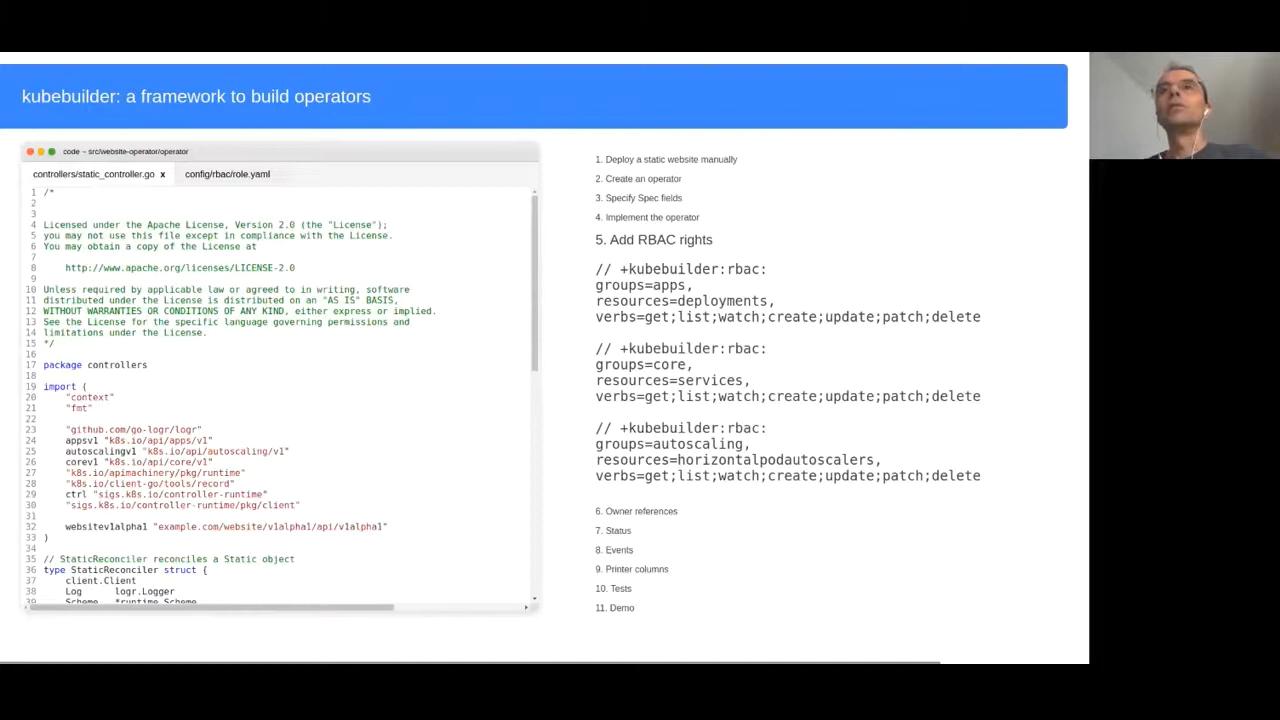 kubebuilder: a framework to build operators
code – src/website-operator/operator
controllers/static_controller.go x config/rbac/role.yaml
1 /*
2
3
4 Licensed under the Apache License, Version 2.0 (the "License");
5 you may not use this file except in compliance with the License.
6 You may obtain a copy of the License at
7
8 http://www.apache.org/licenses/LICENSE-2.0
9
10 Unless required by applicable law or agreed to in writing, software
11 distributed under the License is distributed on an "AS IS" BASIS,
12 WITHOUT WARRANTIES OR CONDITIONS OF ANY KIND, either express or implied.
13 See the License for the specific language governing permissions and
14 limitations under the License.
15 */
16
17 package controllers
18
19 import (
20 "context"
21 "fmt"
22
23 "github.com/go-logr/logr"
24 appsv1 "k8s.io/api/apps/v1"
25 autoscalingv1 "k8s.io/api/autoscaling/v1"
26 corev1 "k8s.io/api/core/v1"
27 "k8s.io/apimachinery/pkg/runtime"
28 "k8s.io/client-go/tools/record"
29 ctrl "sigs.k8s.io/controller-runtime"
30 "sigs.k8s.io/controller-runtime/pkg/client"
31
32 websitev1alpha1 "example.com/website/v1alpha1/api/v1alpha1"
33 )
34
35 // StaticReconciler reconciles a Static object
36 type StaticReconciler struct {
37 client.Client
38 Log logr.Logger
39 Scheme *runtime.Scheme
1. Deploy a static website manually
2. Create an operator
3. Specify Spec fields
4. Implement the operator
5. Add RBAC rights
// +kubebuilder:rbac:
groups=apps,
resources=deployments,
verbs=get;list;watch;create;update;patch;delete
// +kubebuilder:rbac:
groups=core,
resources=services,
verbs=get;list;watch;create;update;patch;delete
// +kubebuilder:rbac:
groups=autoscaling,
resources=horizontalpodautoscalers,
verbs=get;list;watch;create;update;patch;delete
6. Owner references
7. Status
8. Events
9. Printer columns
10. Tests
11. Demo